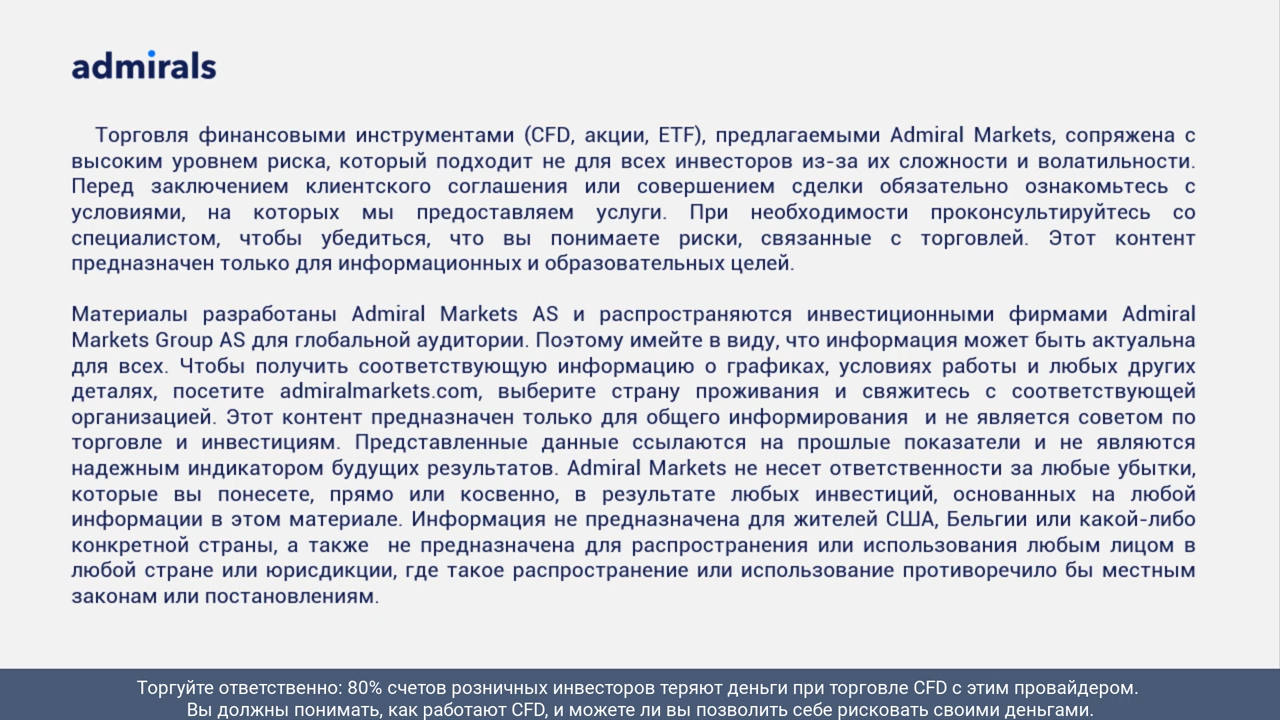 admirals
Торговля финансовыми инструментами (CFD, акции, ETF), предлагаемыми Admiral Markets, сопряжена с
высоким уровнем риска, который подходит не для всех инвесторов из-за их сложности и волатильности.
Перед заключением клиентского соглашения или совершением сделки обязательно ознакомьтесь с
условиями, на которых мы предоставляем услуги. При необходимости проконсультируйтесь со
специалистом, чтобы убедиться, что вы понимаете риски, связанные с торговлей. Этот контент
предназначен только для информационных и образовательных целей.
Материалы разработаны Admiral Markets AS и распространяются инвестиционными фирмами Admiral
Markets Group AS для глобальной аудитории. Поэтому имейте в виду, что информация может быть актуальна
для всех. Чтобы получить соответствующую информацию о графиках, условиях работы и любых других
деталях, посетите admiralmarkets.com, выберите страну проживания и свяжитесь с соответствующей
организацией. Этот контент предназначен только для общего информирования и не является советом по
торговле и инвестициям. Представленные данные ссылаются на прошлые показатели и не являются
надежным индикатором будущих результатов. Admiral Markets не несет ответственности за любые убытки,
которые вы понесете, прямо или косвенно, в результате любых инвестиций, основанных на любой
информации в этом материале. Информация не предназначена для жителей США, Бельгии или какой-либо
конкретной страны, а также не предназначена для распространения или использования любым лицом в
любой стране или юрисдикции, где такое распространение или использование противоречило бы местным
законам или постановлениям.
Торгуйте ответственно: 80% счетов розничных инвесторов теряют деньги при торговле CFD с этим провайдером.
Вы должны понимать, как работают CFD, и можете ли вы позволить себе рисковать своими деньгами.